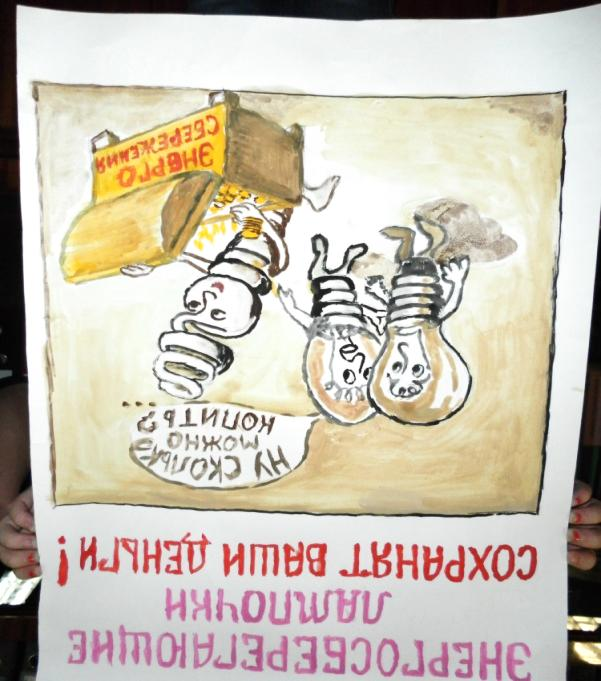 ЭНЕРГОСБЕРЕГАЮЩИЕ
ЛАМПОЧКИ
СОХРАНЯТ ВАШИ ДЕНЬГИ!
НУ СКОЛЬКО
МОЖНО
КОПИТЬ?
...
ЭНЕРГО
СБЕРЕЖЕНИЯ